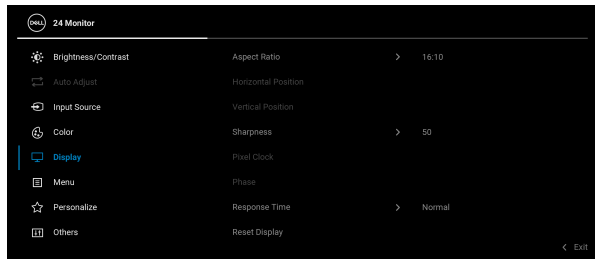 DELL 24 Monitor
Brightness/Contrast Aspect Ratio > 16:10
Auto Adjust Horizontal Position
Input Source Vertical Position
Color Sharpness > 50
Display Pixel Clock
Menu Phase
Personalize Response Time > Normal
Others Reset Display
< Exit